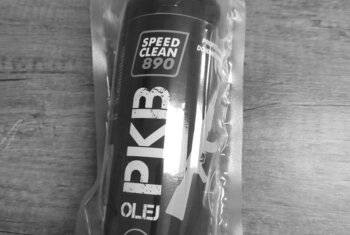 SPEED
CLEAN
890
PKB
OLEJ